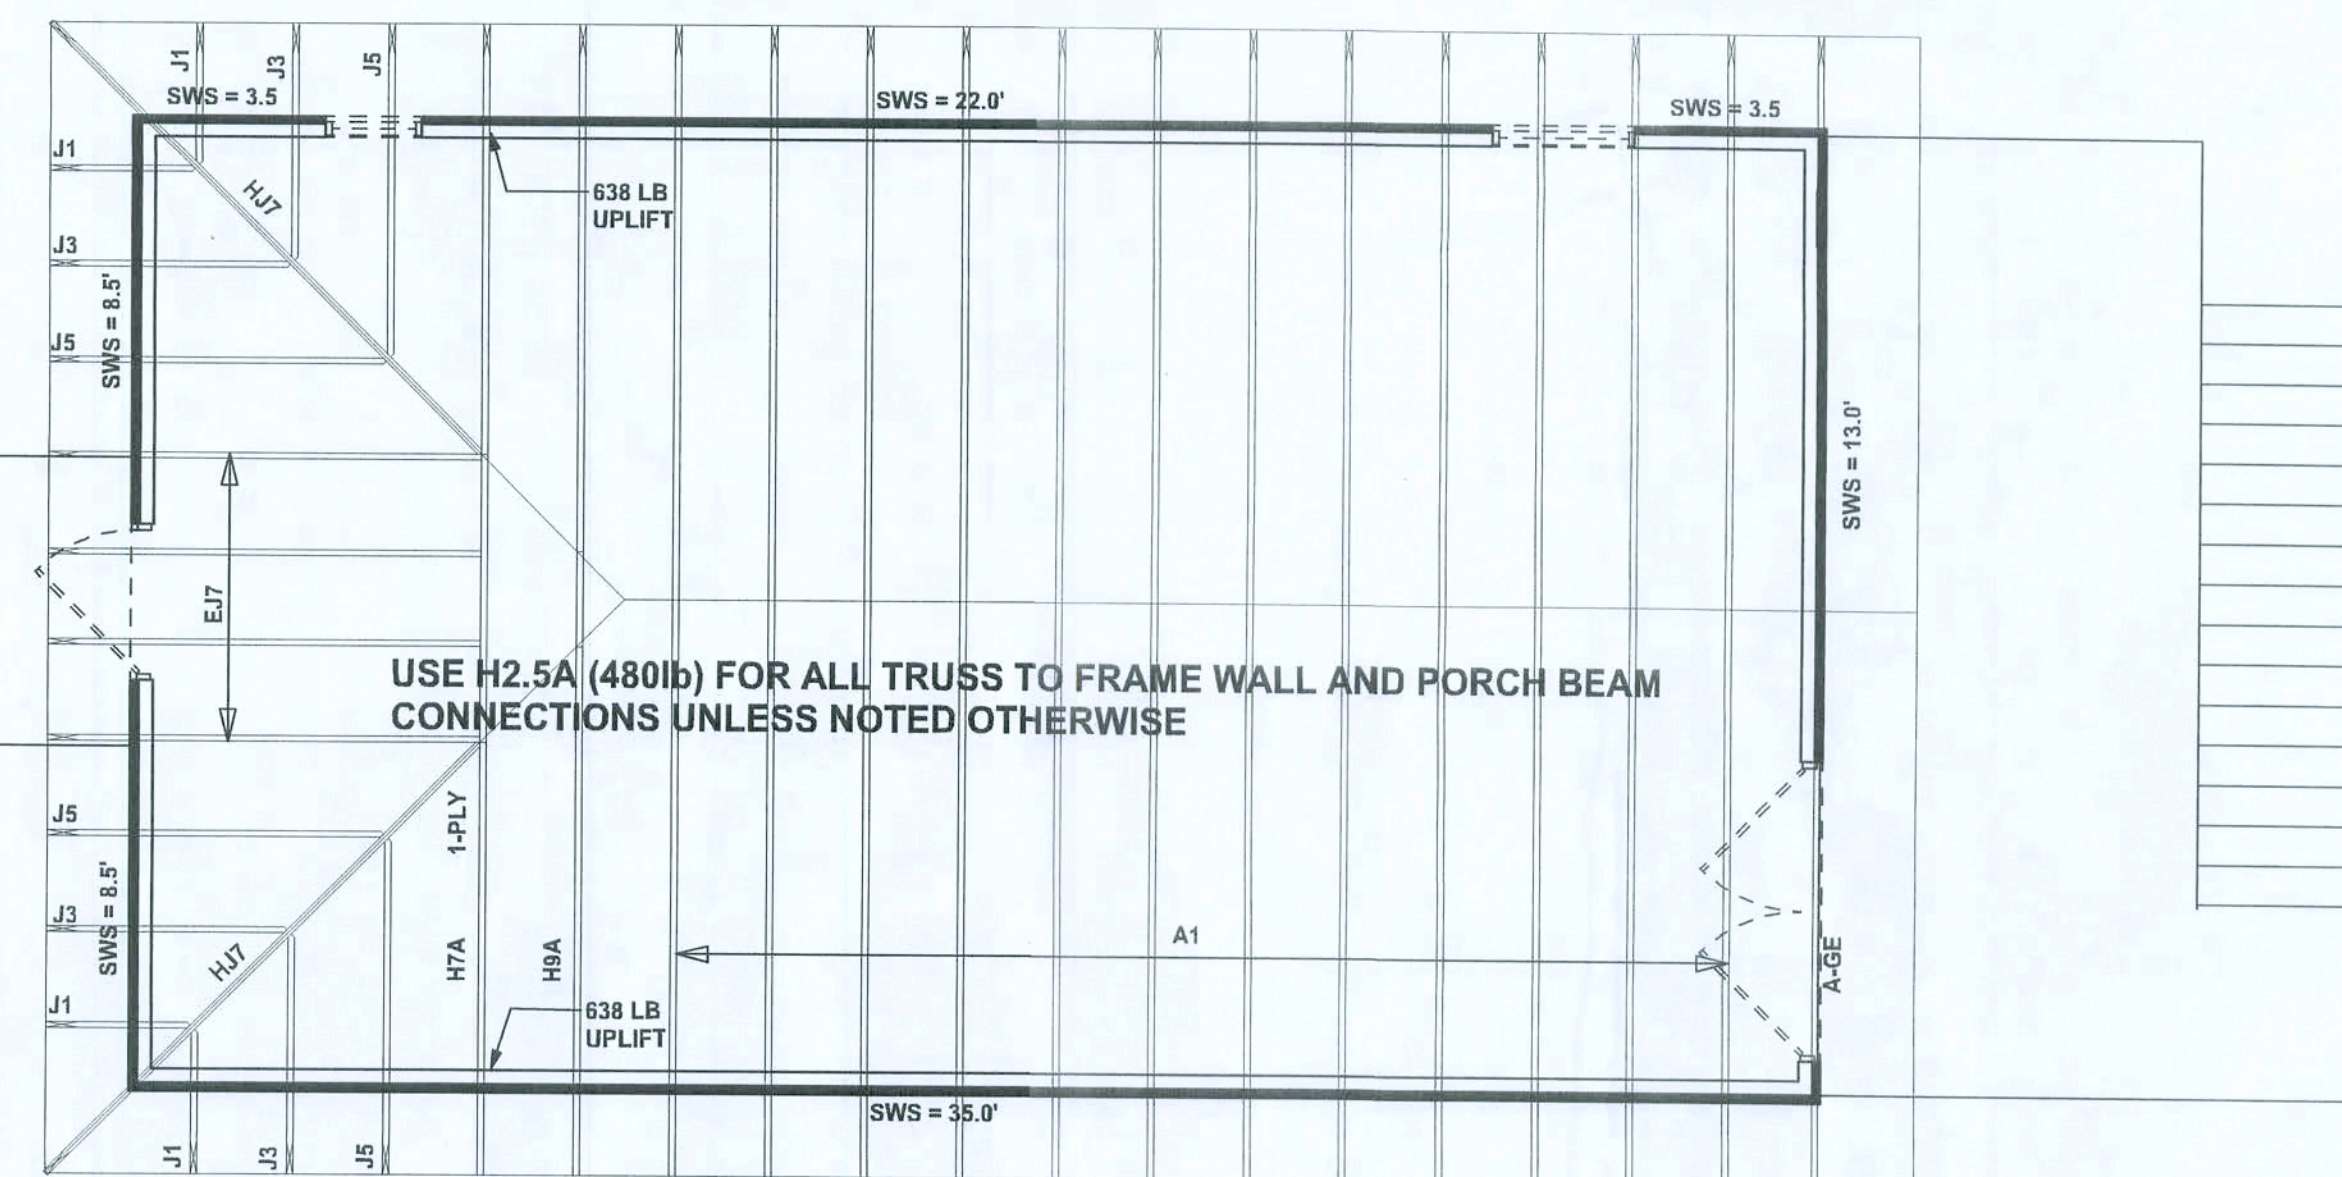 J1
J3
J5
SWS = 3.5
SWS = 22.0'
SWS = 3.5
J1
HJ7
638 LB
UPLIFT
J3
SWS = 8.5'
J5
SWS = 13.0'
EJ7
USE H2.5A (480lb) FOR ALL TRUSS TO FRAME WALL AND PORCH BEAM
CONNECTIONS UNLESS NOTED OTHERWISE
J5
1-PLY
SWS = 8.5'
J3
HJ7
H7A
H9A
A1
A-GE
J1
638 LB
UPLIFT
SWS = 35.0'
J1
J3
J5